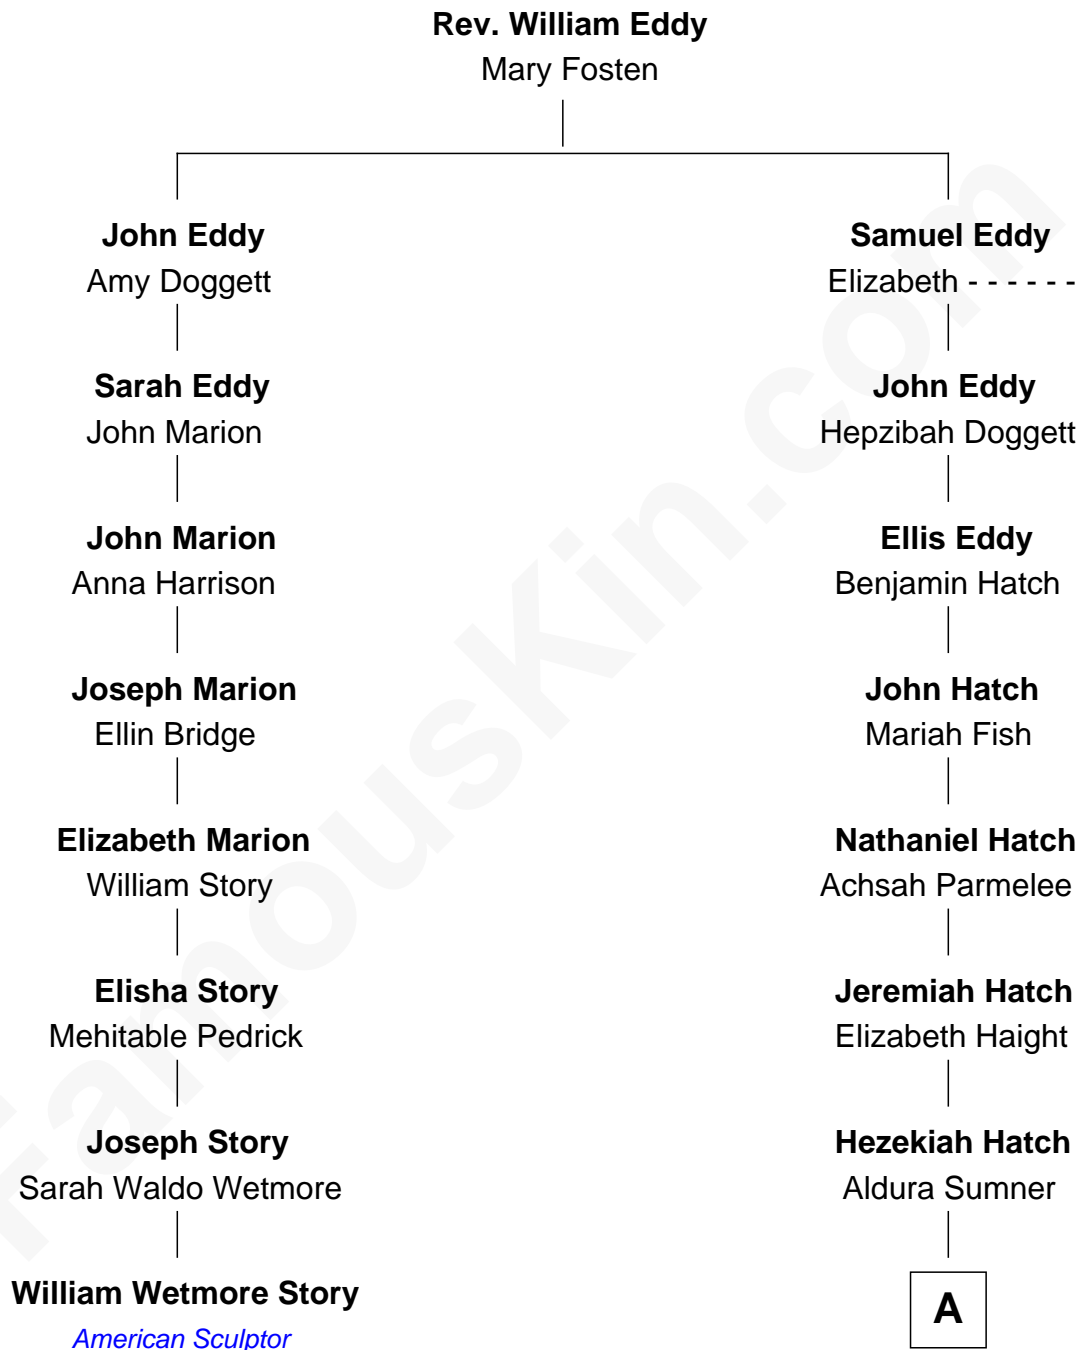 Rev. William Eddy
Mary Fosten
John Eddy
Amy Doggett
Sarah Eddy
John Marion
John Marion
Anna Harrison
Joseph Marion
Ellin Bridge
Elizabeth Marion
William Story
Elisha Story
Mehitable Pedrick
Joseph Story
Sarah Waldo Wetmore
William Wetmore Story
American Sculptor
Samuel Eddy
Elizabeth - - - - - -
John Eddy
Hepzibah Doggett
Ellis Eddy
Benjamin Hatch
John Hatch
Mariah Fish
Nathaniel Hatch
Achsah Parmelee
Jeremiah Hatch
Elizabeth Haight
Hezekiah Hatch
Aldura Sumner
A
FamousKin.com